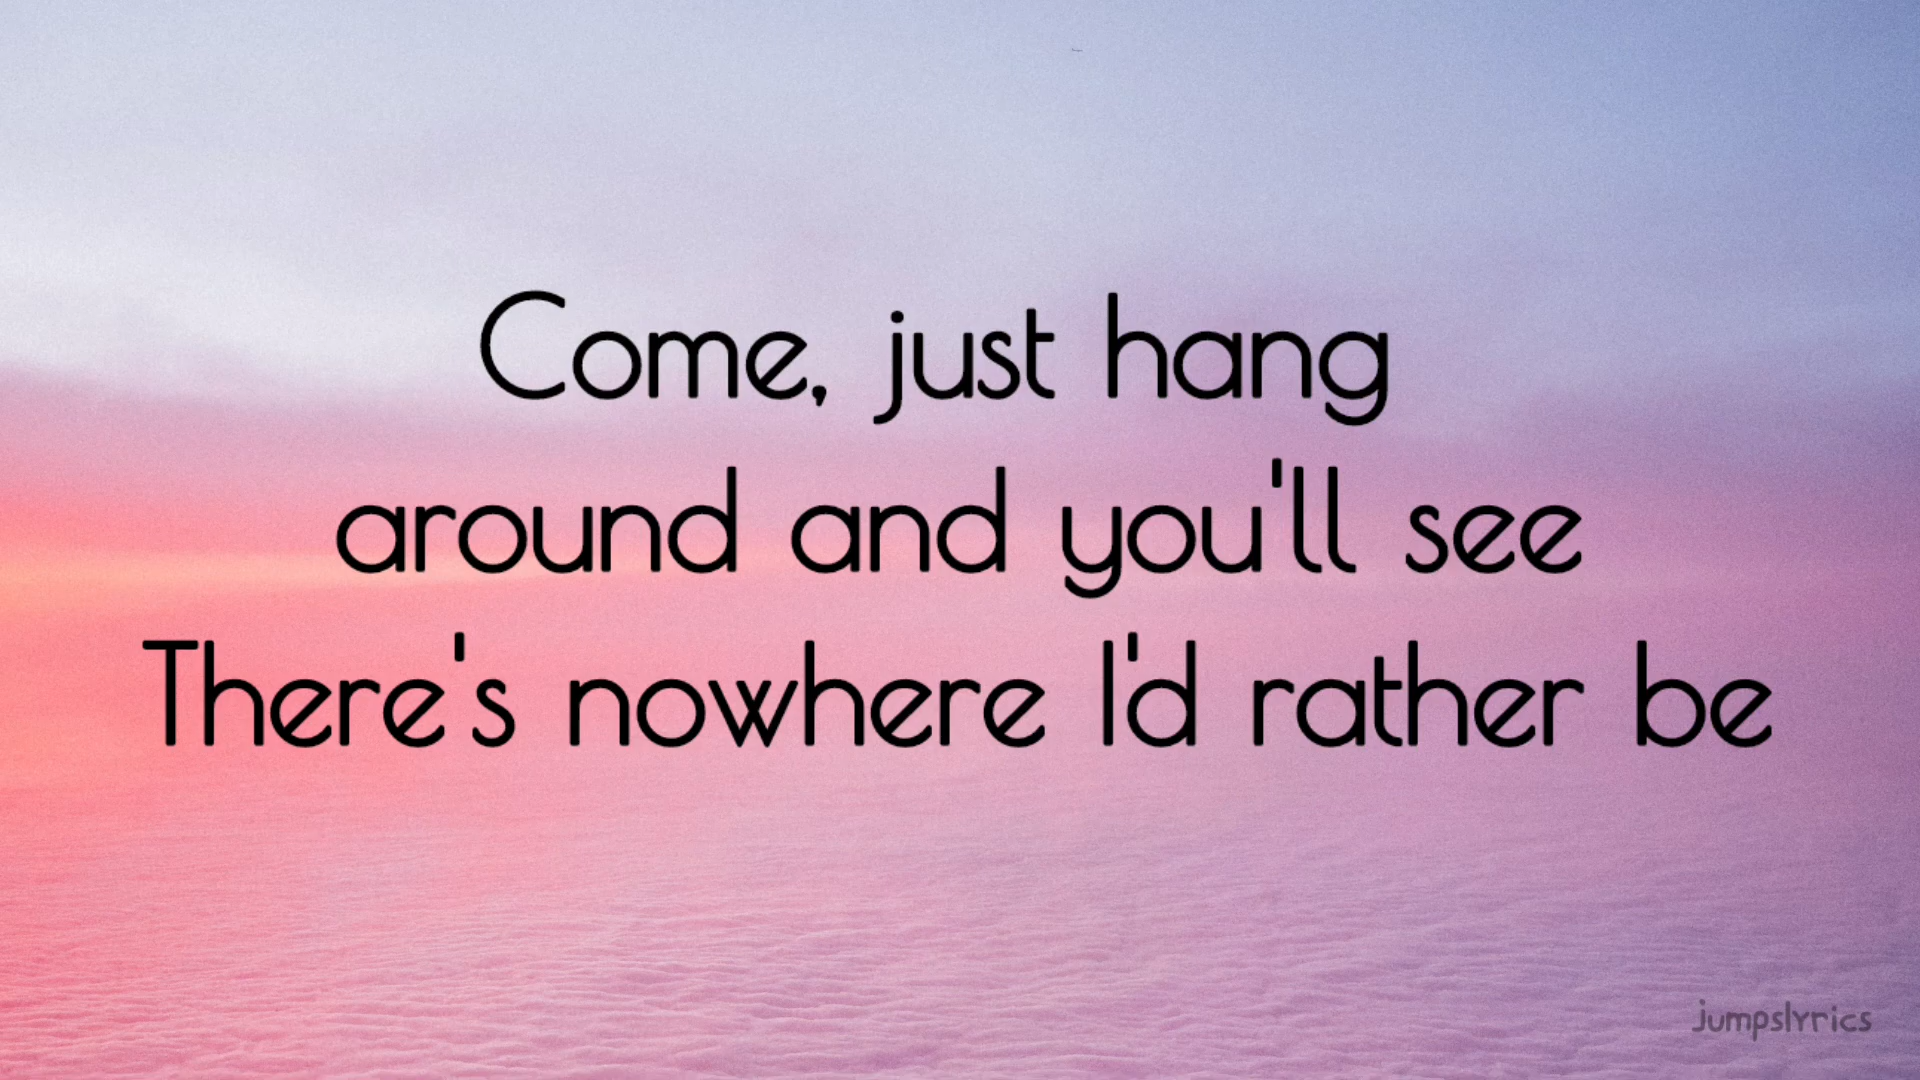 Come, just hang
around and you'll see
There's nowhere I'd rather be
jumpslyrics